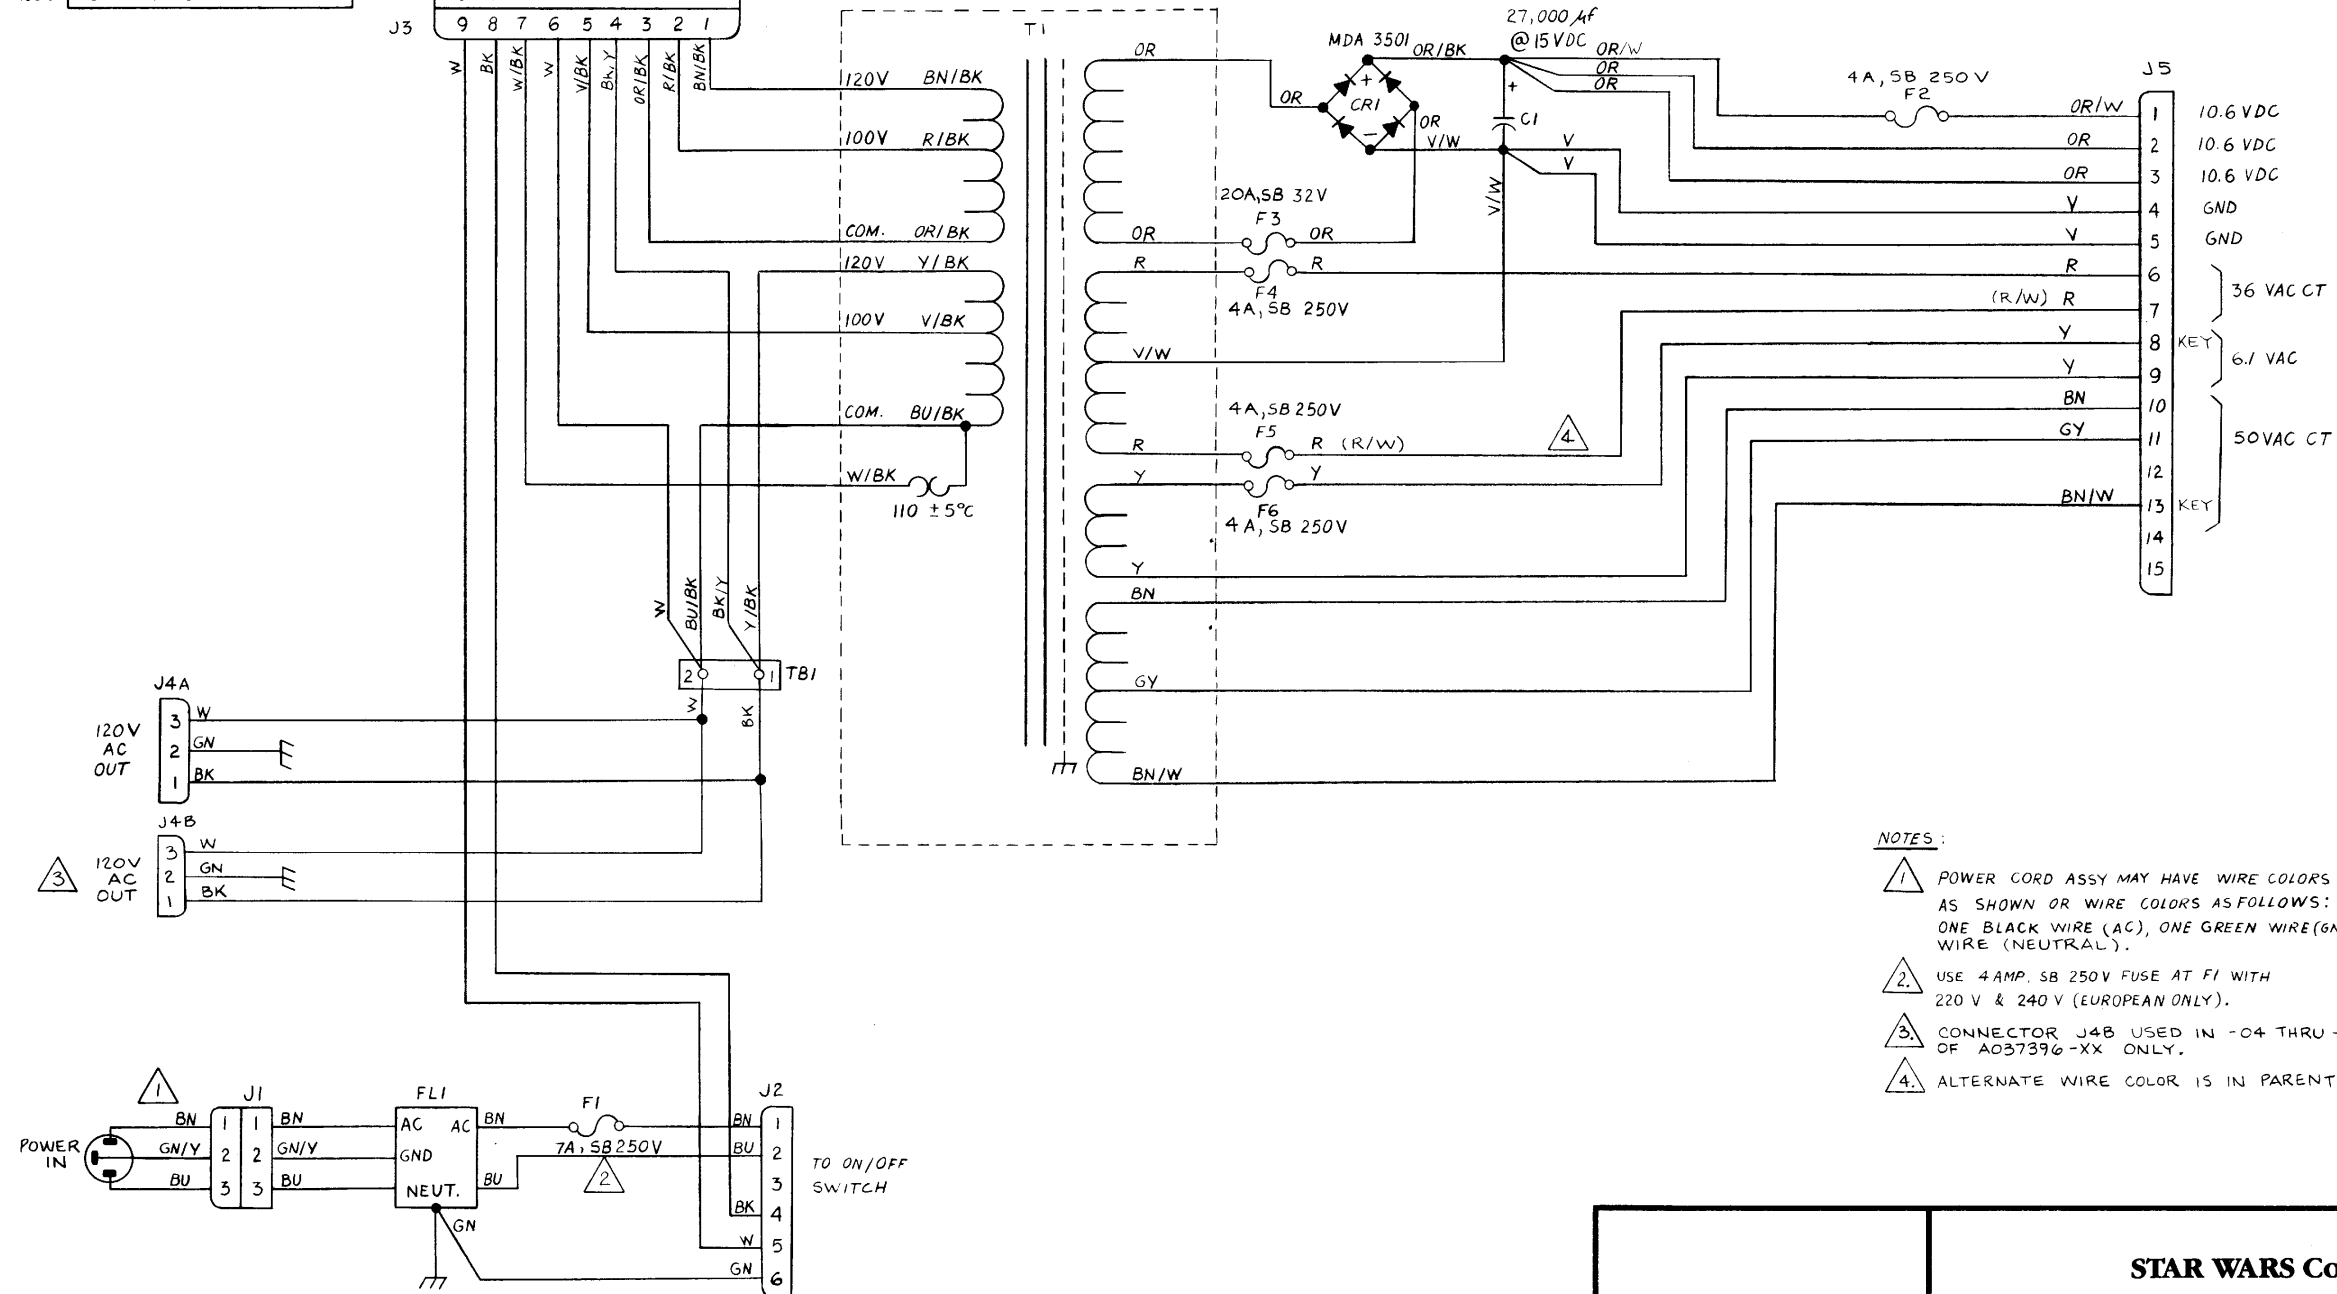 J3
9 8 7 6 5 4 3 2 1
W BK W/BK W V/BK BK/Y OR/BK R/BK BN/BK
T1
120V BN/BK
100V R/BK
COM. OR/BK
120V Y/BK
100V V/BK
COM. BU/BK
W/BK
110 ±5°C
W BU/BK BK/Y Y/BK
2 1 TB1
W BK
OR
OR
MDA 3501
OR/BK
+
CR1
-
OR
V/W
27,000 µf
@15VDC
+
C1
V/W
OR/W
OR
OR
V
V
20A,SB 32V
F3
OR OR
R R
F4
4A, SB 250V
V/W
4A,SB 250V
F5
R R (R/W)
4
Y Y
F6
4A, SB 250V
Y
BN
GY
BN/W
4A, SB 250V
F2
J5
OR/W 1 10.6 VDC
OR 2 10.6 VDC
OR 3 10.6 VDC
V 4 GND
V 5 GND
R 6
36 VAC CT
(R/W) R 7
Y 8 KEY
6.1 VAC
Y 9
BN 10
GY 11
50VAC CT
12
BN/W 13 KEY
14
15
J4A
120V
AC
OUT
3 W
2 GN
1 BK
J4B
3
120V
AC
OUT
3 W
2 GN
1 BK
1
POWER
IN
BN
GN/Y
BU
J1
1 1 BN
2 2 GN/Y
3 3 BU
FL1
AC AC BN
GND
NEUT. BU
GN
F1
7A, SB250V
2
J2
BN 1
BU 2
3
BK 4
W 5
GN 6
TO ON/OFF
SWITCH
NOTES:
1 POWER CORD ASSY MAY HAVE WIRE COLORS
AS SHOWN OR WIRE COLORS AS FOLLOWS:
ONE BLACK WIRE (AC), ONE GREEN WIRE (GN
WIRE (NEUTRAL).
2. USE 4 AMP, SB 250V FUSE AT F1 WITH
220 V & 240 V (EUROPEAN ONLY).
3. CONNECTOR J4B USED IN -04 THRU -
OF A037396-XX ONLY.
4. ALTERNATE WIRE COLOR IS IN PARENT
STAR WARS Co